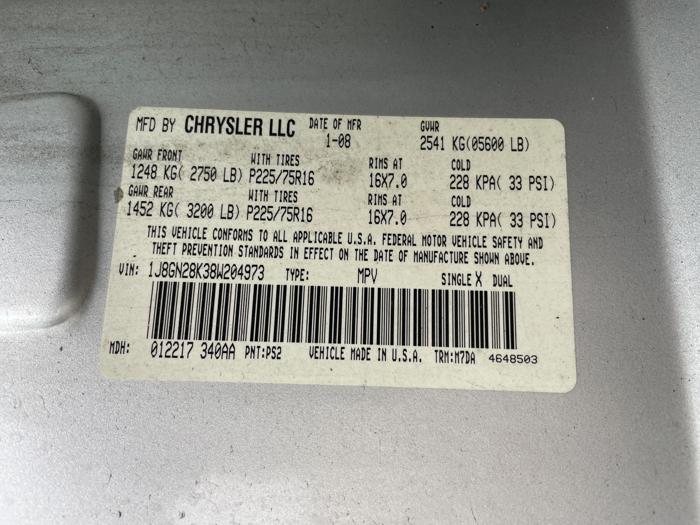 MFD BY CHRYSLER LLC DATE OF MFR GVWR
1-08 2541 KG(05600 LB)
GAWR FRONT WITH TIRES RIMS AT COLD
1248 KG( 2750 LB) P225/75R16 16X7.0 228 KPA( 33 PSI)
GAWR REAR WITH TIRES RIMS AT COLD
1452 KG( 3200 LB) P225/75R16 16X7.0 228 KPA( 33 PSI)
THIS VEHICLE CONFORMS TO ALL APPLICABLE U.S.A. FEDERAL MOTOR VEHICLE SAFETY AND
THEFT PREVENTION STANDARDS IN EFFECT ON THE DATE OF MANUFACTURE SHOWN ABOVE.
VIN: 1J8GN28K38W204973 TYPE: MPV SINGLE X DUAL
MDH: 012217 340AA PNT:PS2 VEHICLE MADE IN U.S.A. TRM:M7DA 4648503